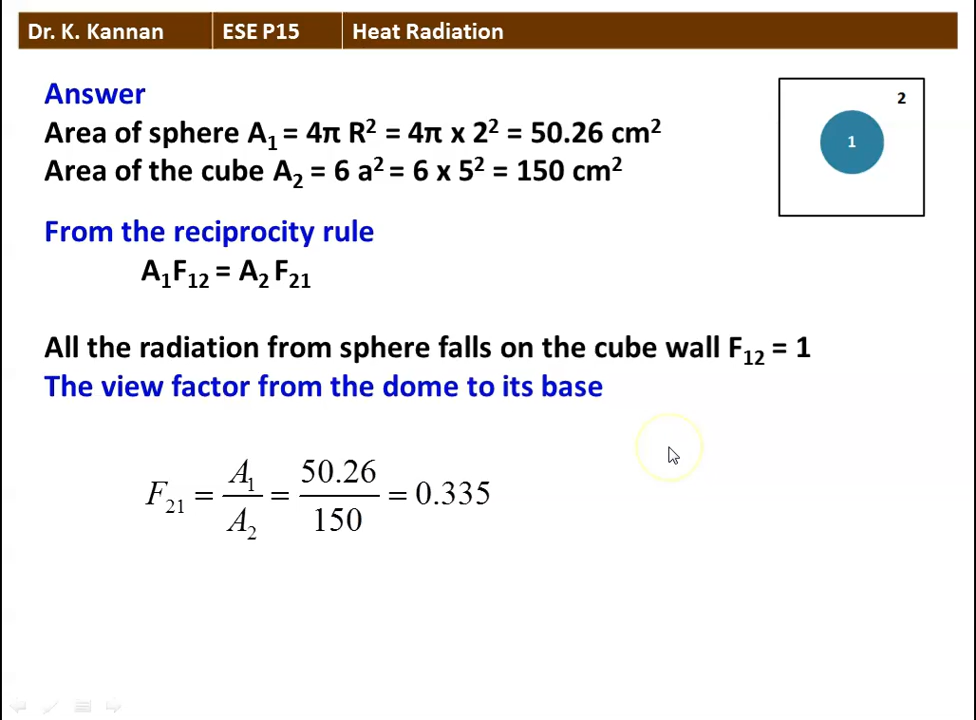 Dr. K. Kannan ESE P15 Heat Radiation
Answer
Area of sphere A₁ = 4π R² = 4π x 2² = 50.26 cm²
Area of the cube A₂ = 6 a² = 6 x 5² = 150 cm²
2
1
From the reciprocity rule
A₁F₁₂ = A₂ F₂₁
All the radiation from sphere falls on the cube wall F₁₂ = 1
The view factor from the dome to its base
F₂₁ = A₁/A₂ = 50.26/150 = 0.335